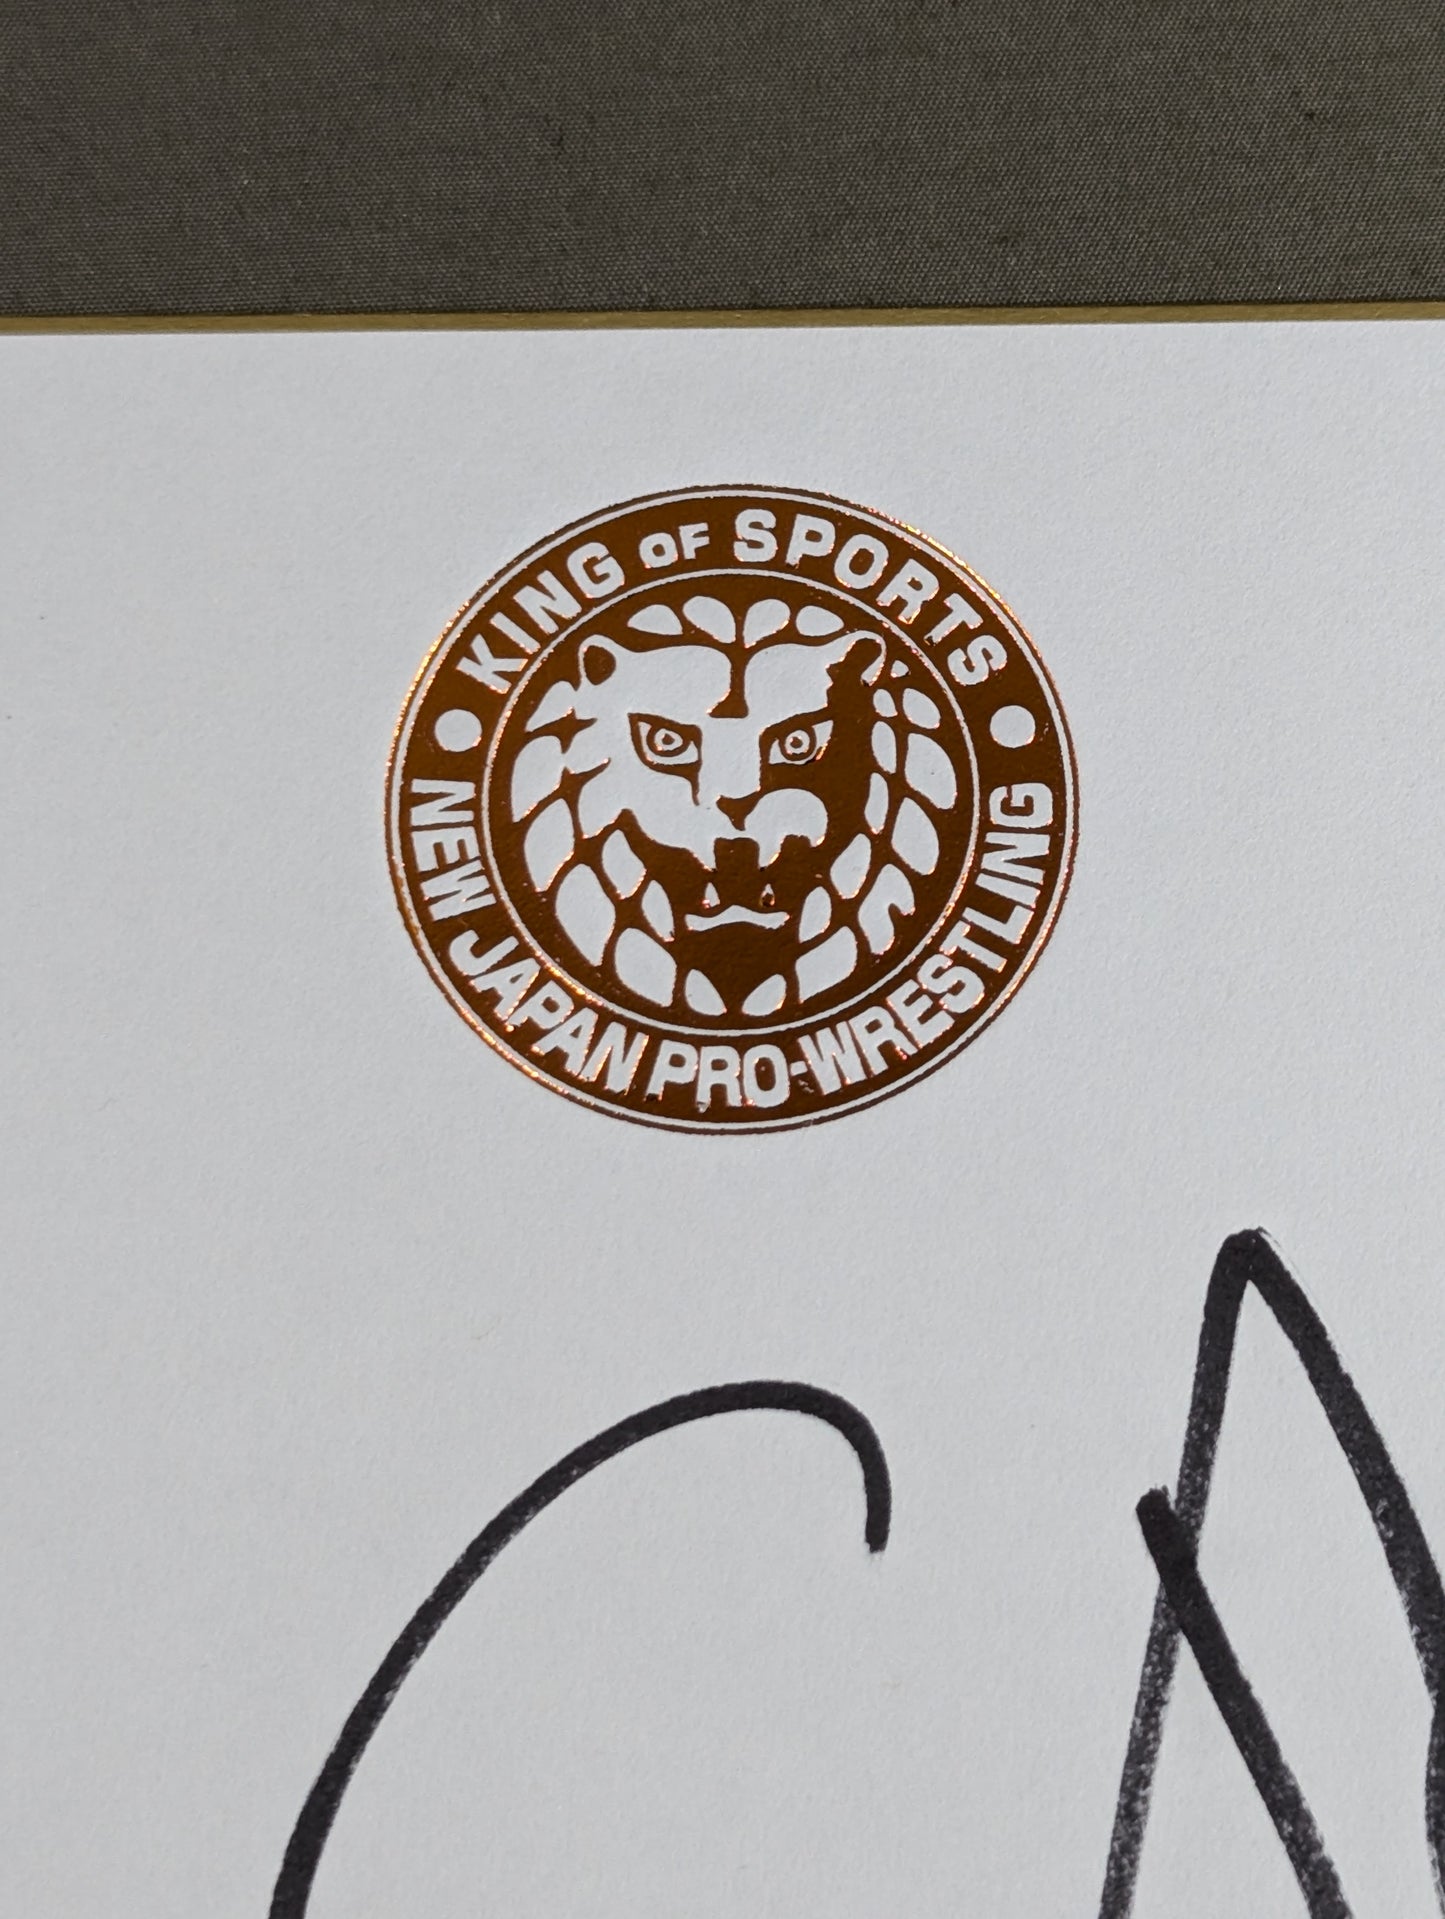 KING OF SPORTS
NEW JAPAN PRO-WRESTLING